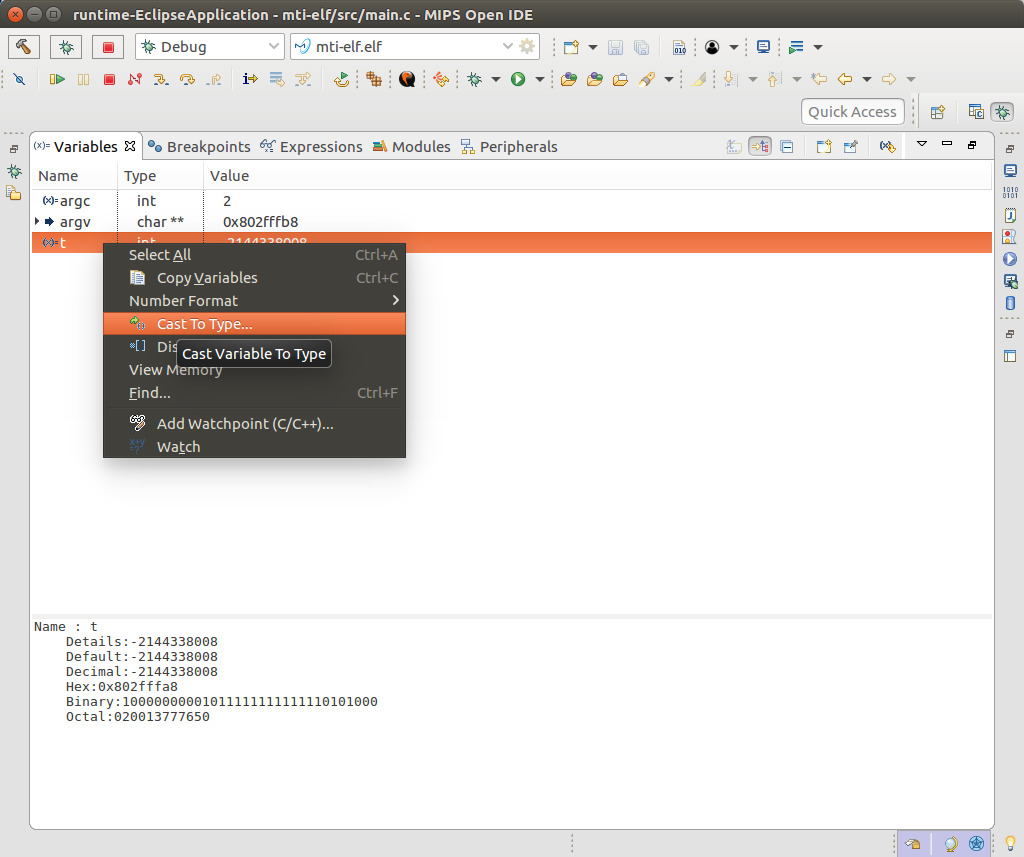 runtime-EclipseApplication - mti-elf/src/main.c - MIPS Open IDE
Debug
mti-elf.elf
Quick Access
Variables
Breakpoints
Expressions
Modules
Peripherals
Name Type Value
argc int 2
argv char ** 0x802fffb8
t int -2144338008
Select All Ctrl+A
Copy Variables Ctrl+C
Number Format
Cast To Type...
Dis
Cast Variable To Type
View Memory
Find... Ctrl+F
Add Watchpoint (C/C++)...
Watch
Name : t
Details:-2144338008
Default:-2144338008
Decimal:-2144338008
Hex:0x802fffa8
Binary:10000000001011111111111110101000
Octal:020013777650